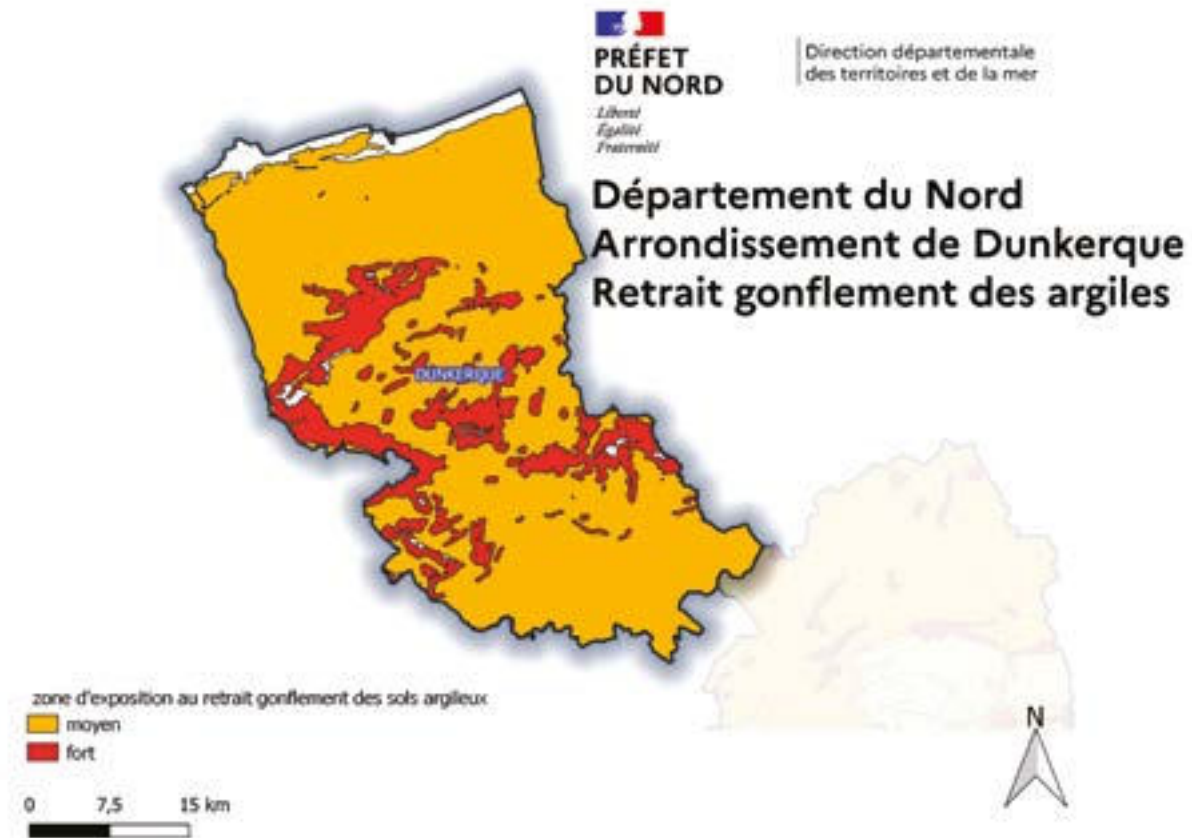 PRÉFET
DU NORD
Liberté
Égalité
Fraternité
Direction départementale
des territoires et de la mer
Département du Nord
Arrondissement de Dunkerque
Retrait gonflement des argiles
DUNKERQUE
zone d'exposition au retrait gonflement des sols argileux
moyen
fort
0 7,5 15 km
N